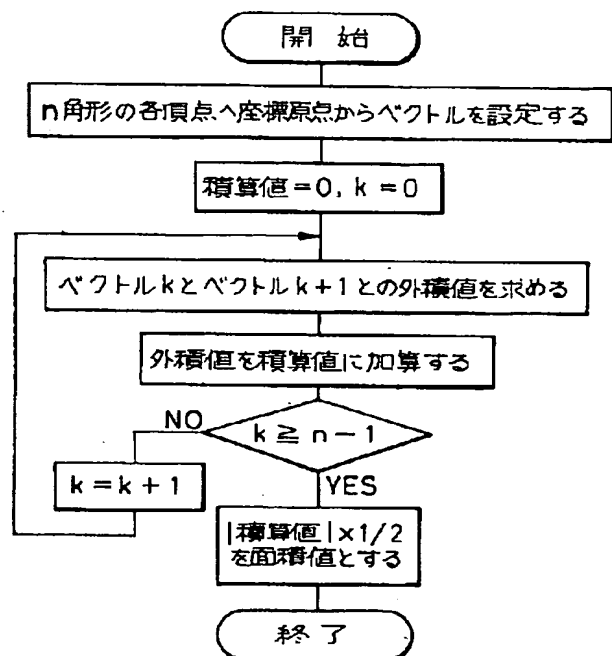 開始
n角形の各頂点へ座標原点からベクトルを設定する
積算値=0, k=0
ベクトルkとベクトルk+1との外積値を求める
外積値を積算値に加算する
k≧n-1
NO
k=k+1
YES
|積算値|×1/2
を面積値とする
終了